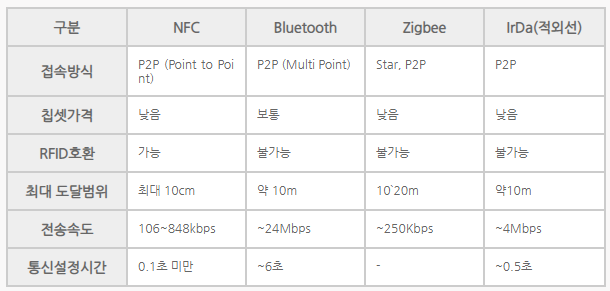 구분 NFC Bluetooth Zigbee IrDa(적외선)
접속방식 P2P (Point to Poi
nt) P2P (Multi Point) Star, P2P P2P
칩셋가격 낮음 보통 낮음 낮음
RFID호환 가능 불가능 불가능 불가능
최대 도달범위 최대 10cm 약 10m 10`20m 약10m
전송속도 106~848kbps ~24Mbps ~250Kbps ~4Mbps
통신설정시간 0.1초 미만 ~6초 - ~0.5초